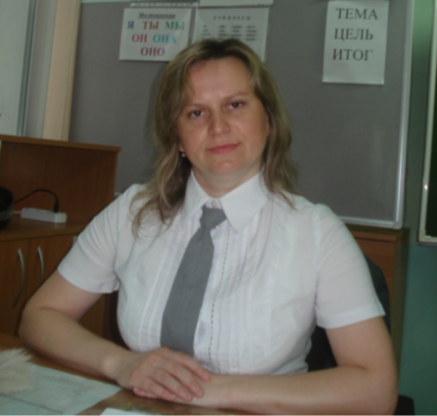 Местоимения
Я ТЫ МЫ
ОН ОНА
ОНО
ТЕМА
ЦЕЛЬ
ИТОГ